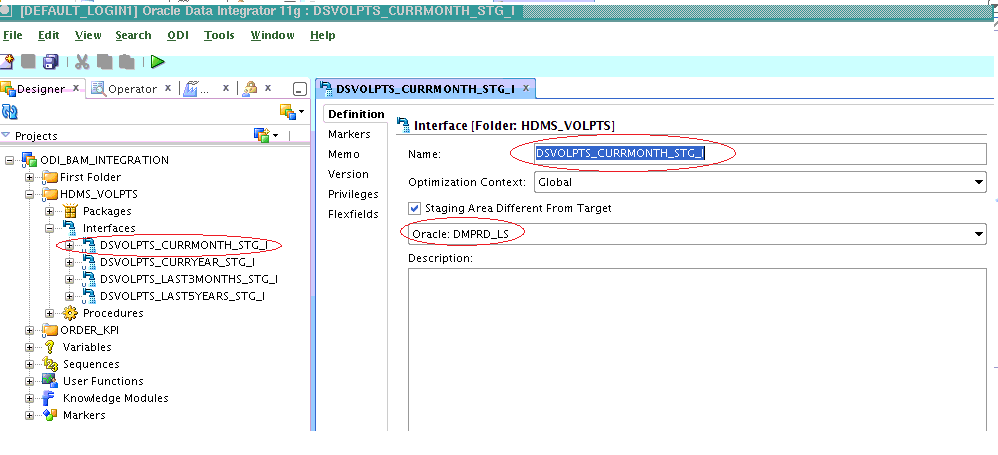 [DEFAULT_LOGIN1] Oracle Data Integrator 11g : DSVOLPTS_CURRMONTH_STG_I
File Edit View Search ODI Tools Window Help
Designer x Operator x ... x x
DSVOLPTS_CURRMONTH_STG_I x
Projects
ODI_BAM_INTEGRATION
First Folder
HDMS_VOLPTS
Packages
Interfaces
DSVOLPTS_CURRMONTH_STG_I
DSVOLPTS_CURRYEAR_STG_I
DSVOLPTS_LAST3MONTHS_STG_I
DSVOLPTS_LAST5YEARS_STG_I
Procedures
ORDER_KPI
Variables
Sequences
User Functions
Knowledge Modules
Markers
Definition
Markers
Memo
Version
Privileges
Flexfields
Interface [Folder: HDMS_VOLPTS]
Name: DSVOLPTS_CURRMONTH_STG_I
Optimization Context: Global
Staging Area Different From Target
Oracle: DMPRD_LS
Description: